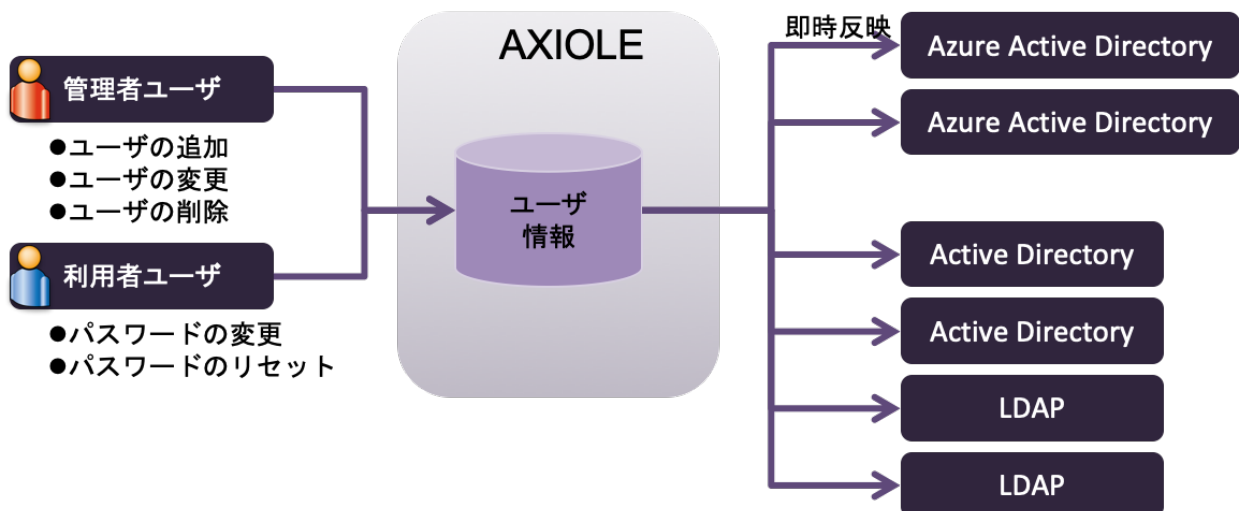 AXIOLE
管理者ユーザ
●ユーザの追加
●ユーザの変更
●ユーザの削除
利用者ユーザ
●パスワードの変更
●パスワードのリセット
ユーザ
情報
即時反映
Azure Active Directory
Azure Active Directory
Active Directory
Active Directory
LDAP
LDAP